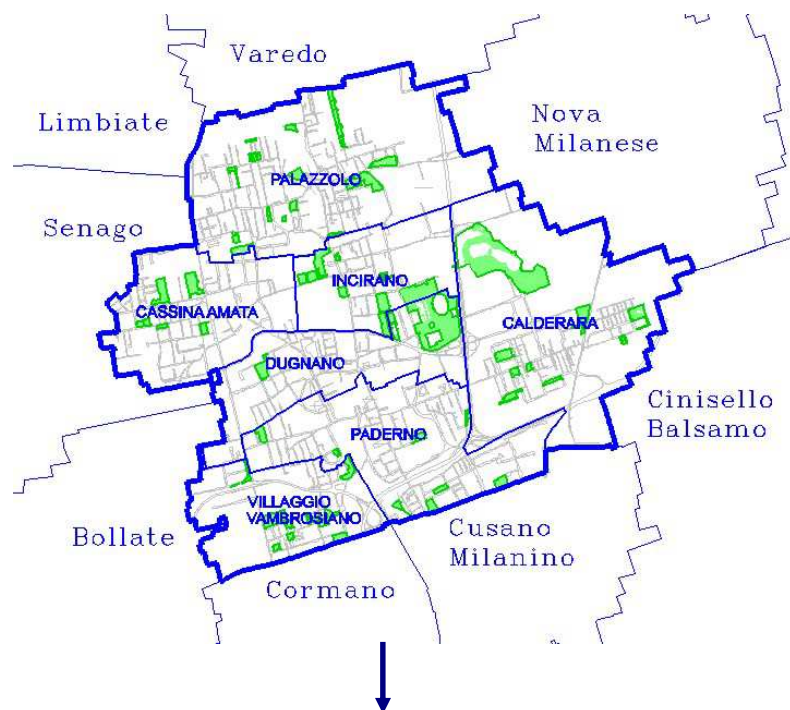 Varedo
Limbiate
Nova
Milanese
PALAZZOLO
Senago
INCIRANO
CASSINA AMATA
CALDERARA
DUGNANO
Cinisello
Balsamo
PADERNO
VILLAGGIO
VAMBROSIANO
Bollate
Cusano
Milanino
Cormano